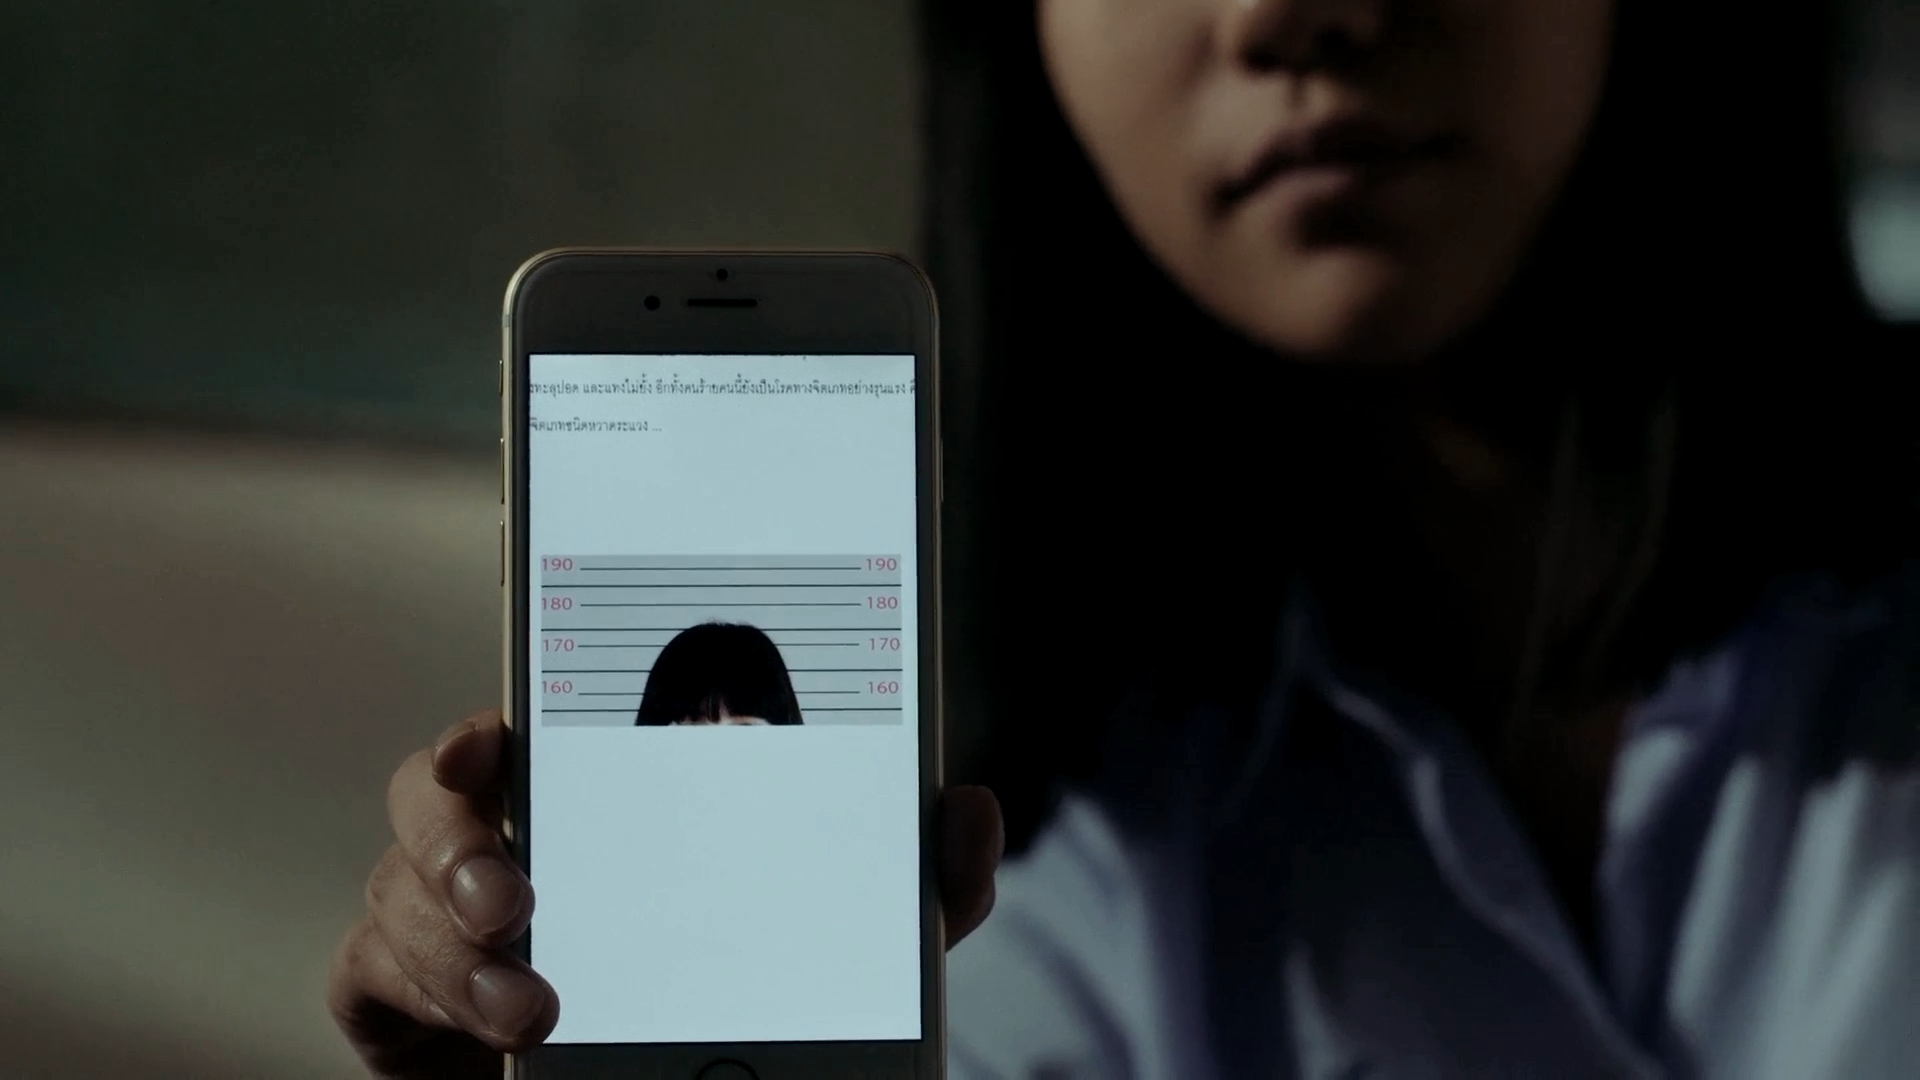 งทะลุปอด และแทงไม่ยั้ง อีกทั้งคนร้ายคนนี้ยังเป็นโรคทางจิตเภทอย่างรุนแรง คื
จิตเภทชนิดหวาดระแวง ...
190 190
180 180
170 170
160 160